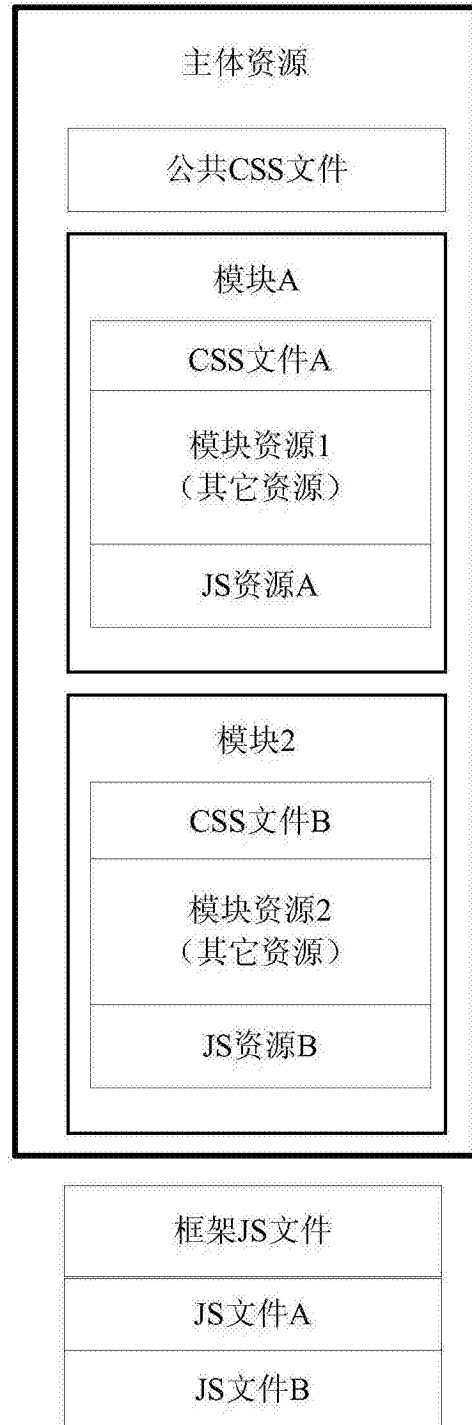 主体资源
公共CSS文件
模块A
CSS文件A
模块资源1
（其它资源）
JS资源A
模块2
CSS文件B
模块资源2
（其它资源）
JS资源B
框架JS文件
JS文件A
JS文件B